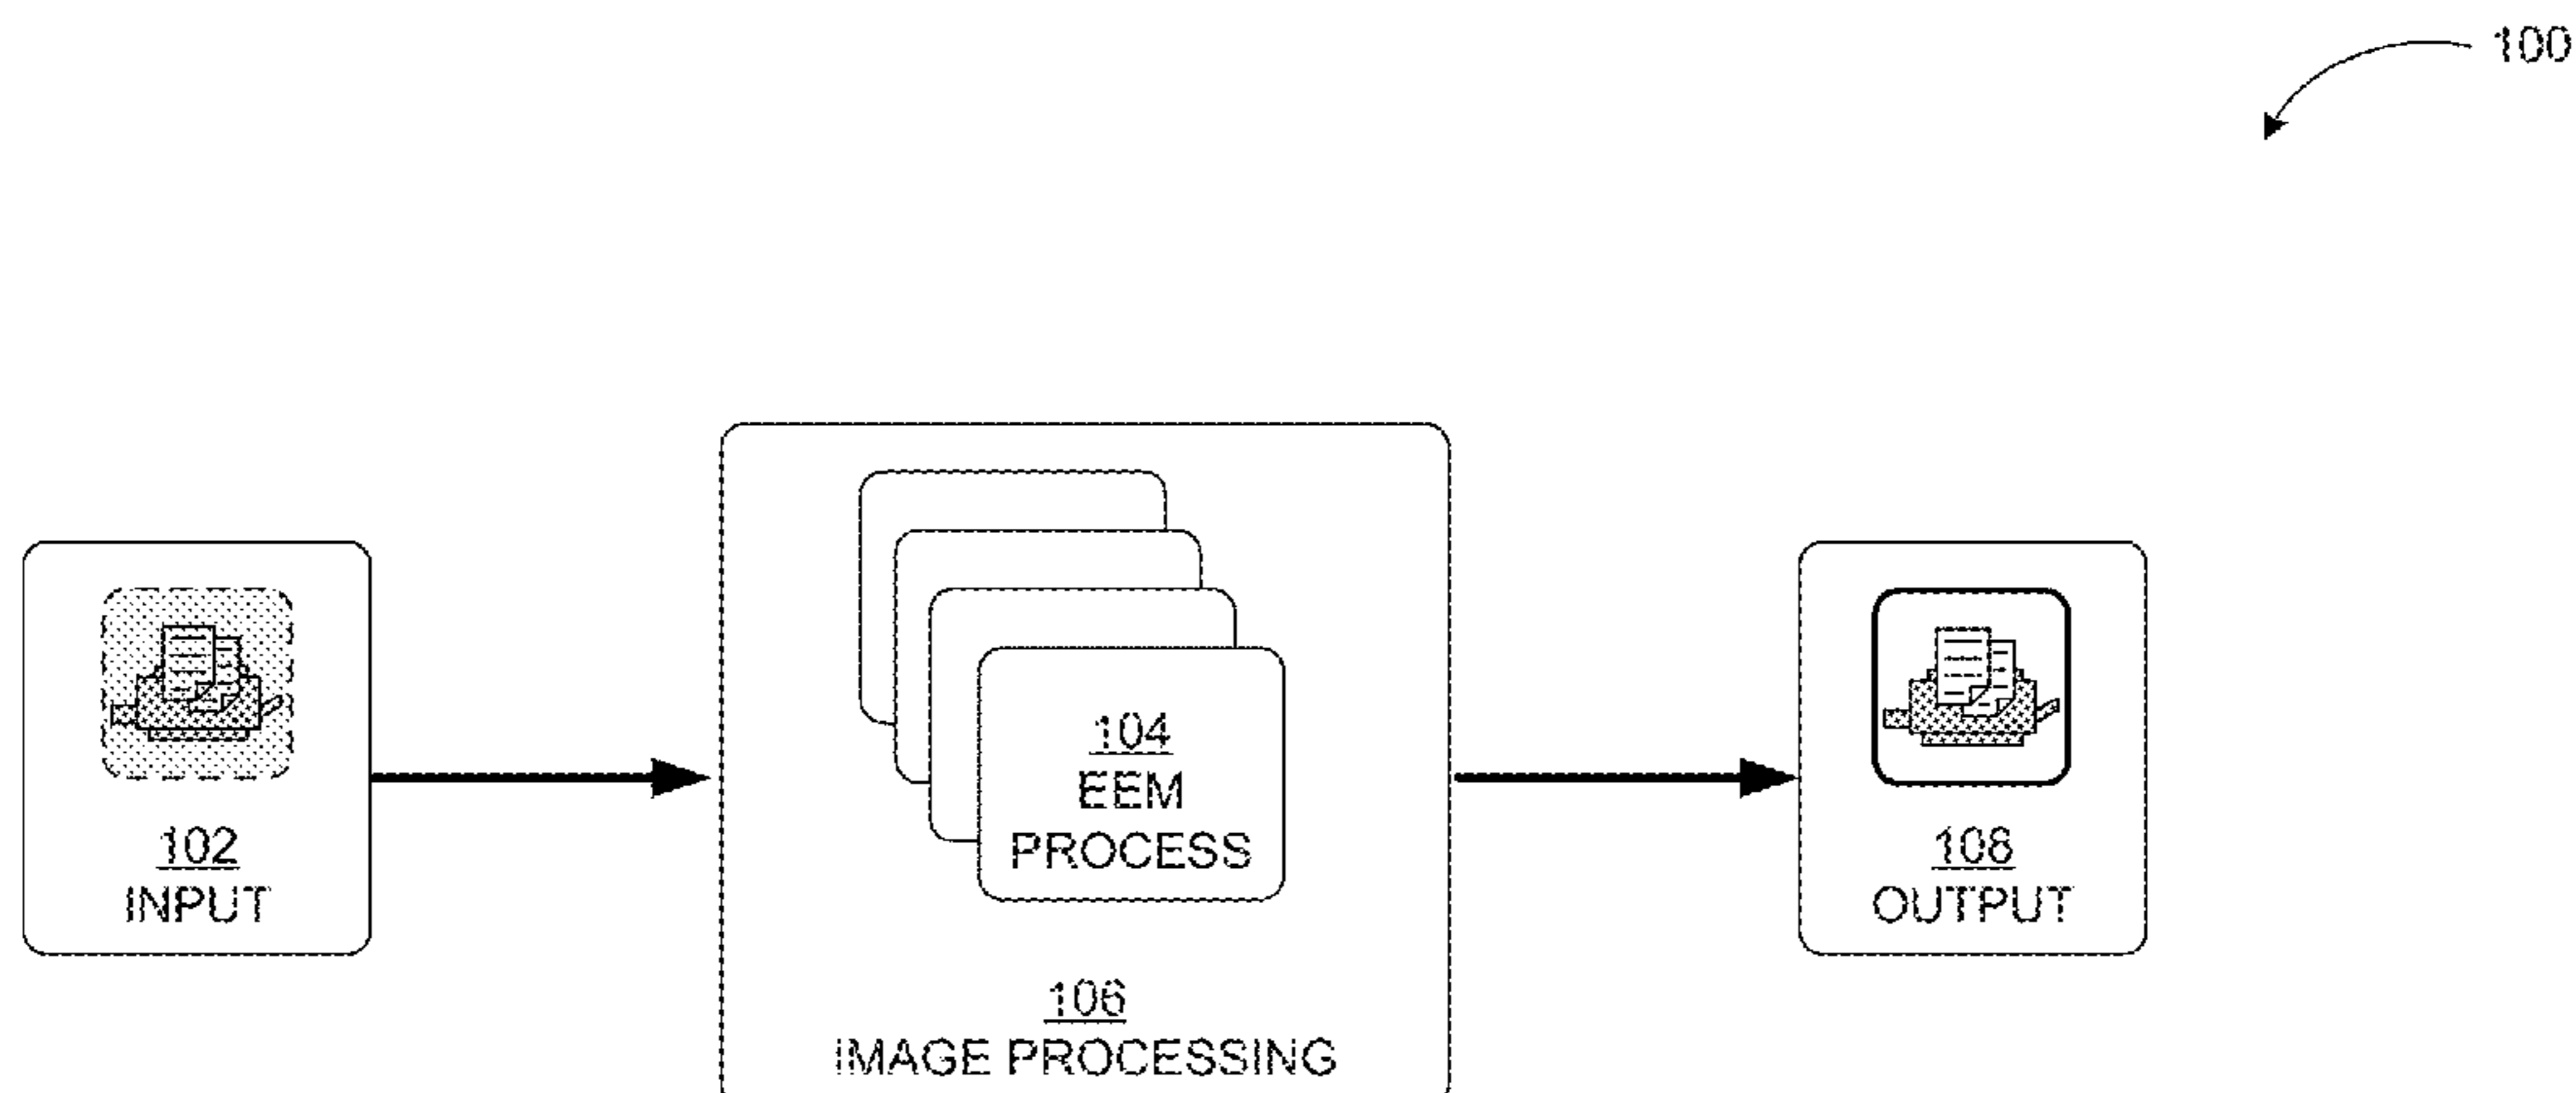 100
104
EEM
PROCESS
102
INPUT
108
OUTPUT
106
IMAGE PROCESSING